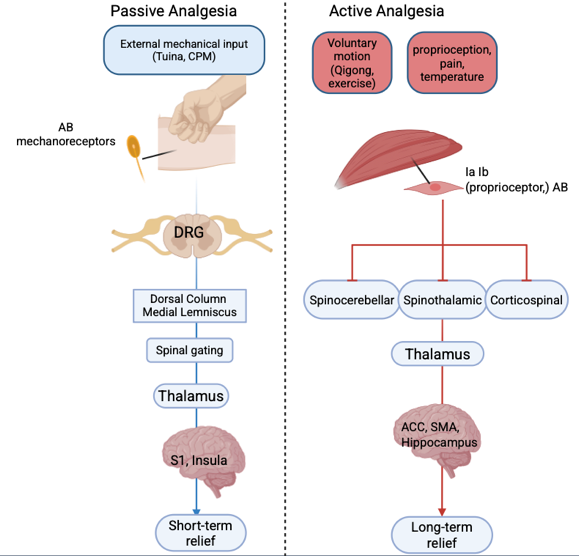 Passive Analgesia
External mechanical input
(Tuina, CPM)
AB
mechanoreceptors
DRG
Dorsal Column
Medial Lemniscus
Spinal gating
Thalamus
S1, Insula
Short-term
relief
Active Analgesia
Voluntary
motion
(Qigong,
exercise)
proprioception,
pain,
temperature
Ia Ib
(proprioceptor,) AB
Spinocerebellar
Spinothalamic
Corticospinal
Thalamus
ACC, SMA,
Hippocampus
Long-term
relief